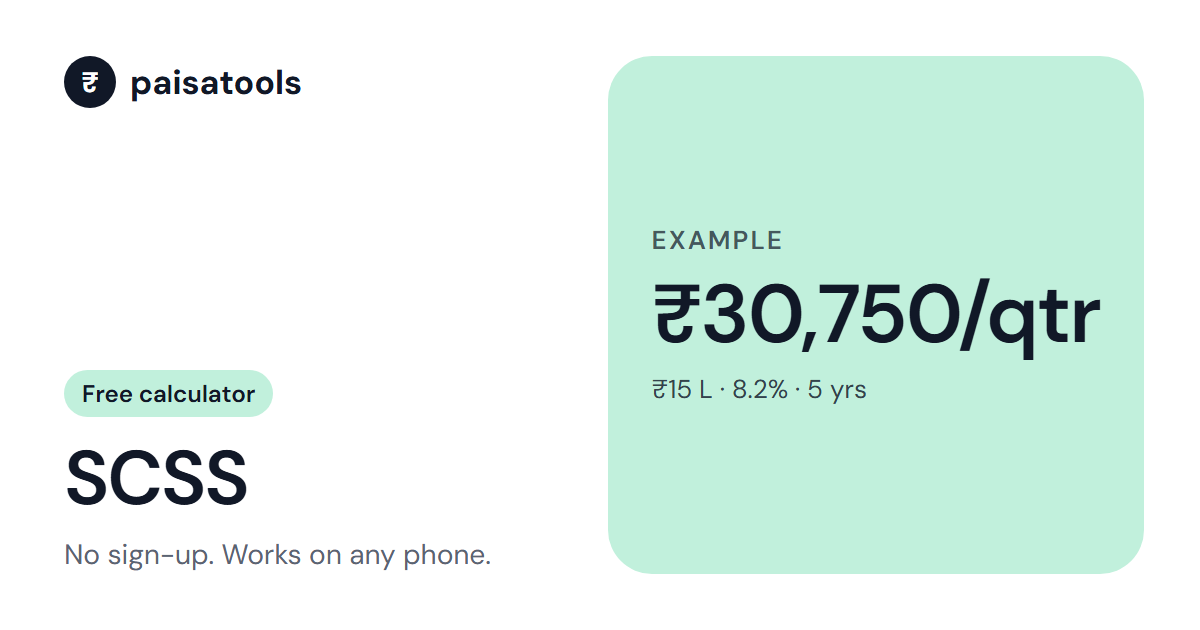 ₹ paisatools
Free calculator
SCSS
No sign-up. Works on any phone.
EXAMPLE
₹30,750/qtr
₹15 L · 8.2% · 5 yrs